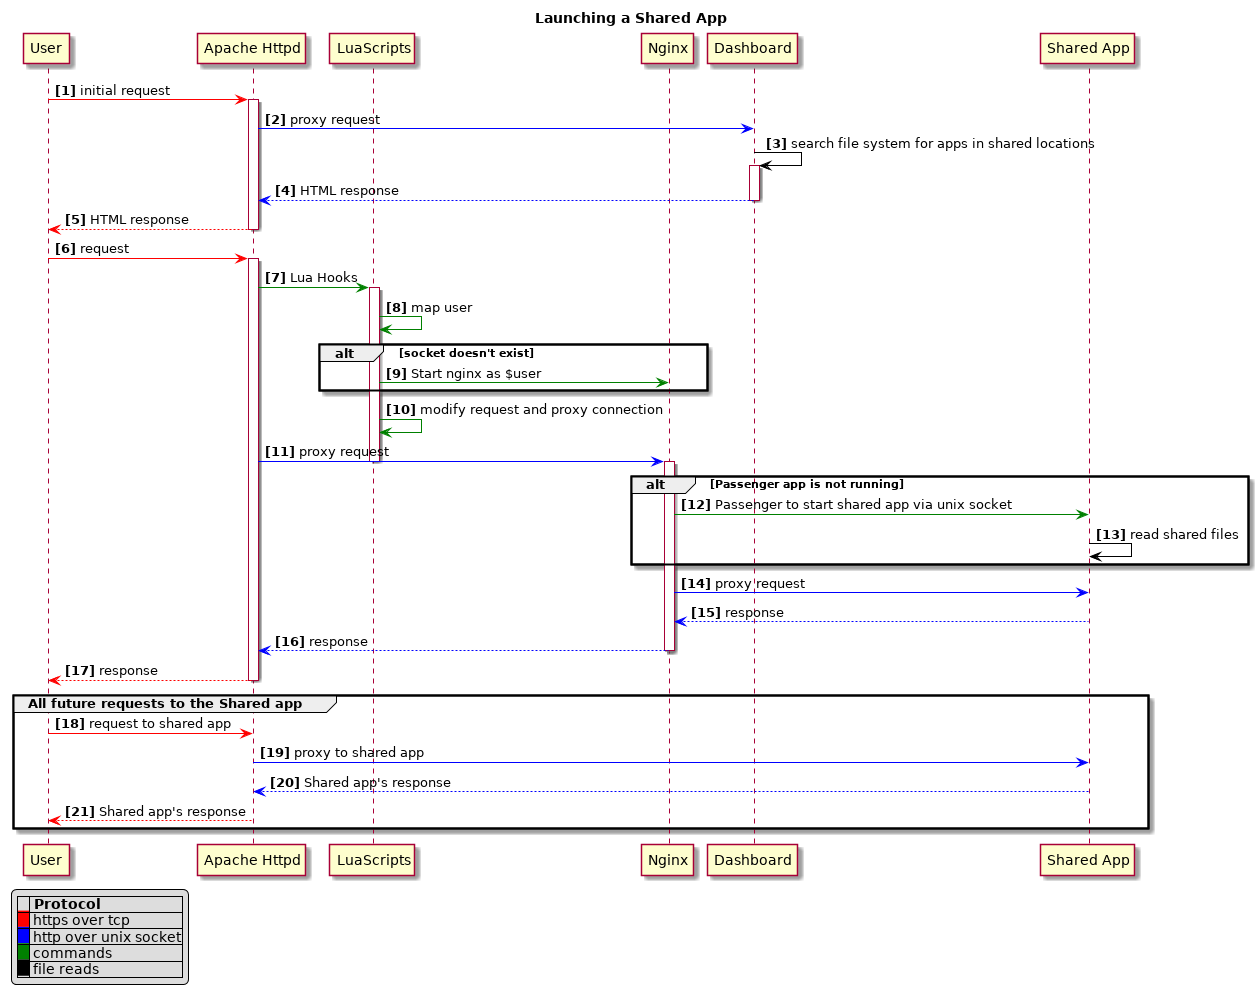 Launching a Shared App
User
Apache Httpd
LuaScripts
Nginx
Dashboard
Shared App
[1] initial request
[2] proxy request
[3] search file system for apps in shared locations
[4] HTML response
[5] HTML response
[6] request
[7] Lua Hooks
[8] map user
alt [socket doesn't exist]
[9] Start nginx as $user
[10] modify request and proxy connection
[11] proxy request
alt [Passenger app is not running]
[12] Passenger to start shared app via unix socket
[13] read shared files
[14] proxy request
[15] response
[16] response
[17] response
All future requests to the Shared app
[18] request to shared app
[19] proxy to shared app
[20] Shared app's response
[21] Shared app's response
User
Apache Httpd
LuaScripts
Nginx
Dashboard
Shared App
Protocol
https over tcp
http over unix socket
commands
file reads